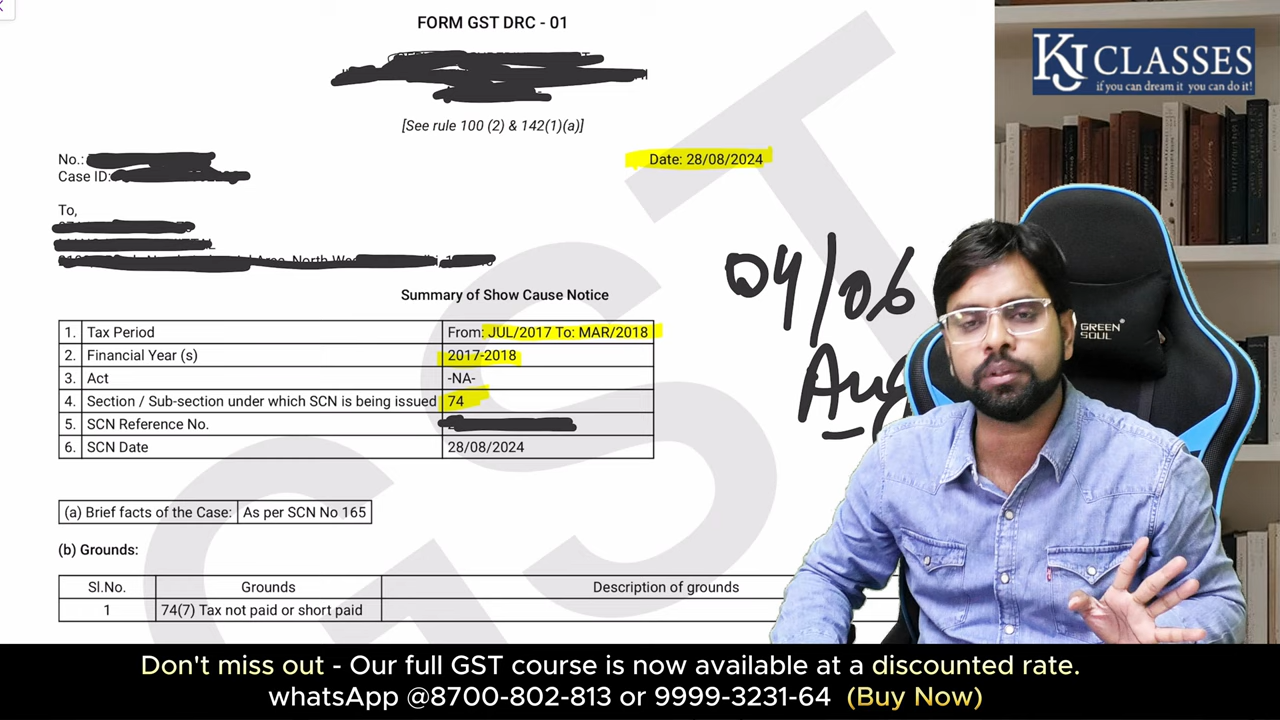 FORM GST DRC - 01
[See rule 100 (2) & 142(1)(a)]
No.:
Date: 28/08/2024
Case ID:
To,
Area, North
Summary of Show Cause Notice
1. Tax Period From: JUL/2017 To: MAR/2018
2. Financial Year (s) 2017-2018
3. Act -NA-
4. Section / Sub-section under which SCN is being issued 74
5. SCN Reference No.
6. SCN Date 28/08/2024
(a) Brief facts of the Case: As per SCN No 165
(b) Grounds:
Sl.No. Grounds Description of grounds
1 74(7) Tax not paid or short paid
04/06
KJ CLASSES
if you can dream it you can do it!
GREEN
SOUL
GST
Don't miss out - Our full GST course is now available at a discounted rate.
whatsApp @8700-802-813 or 9999-3231-64 (Buy Now)